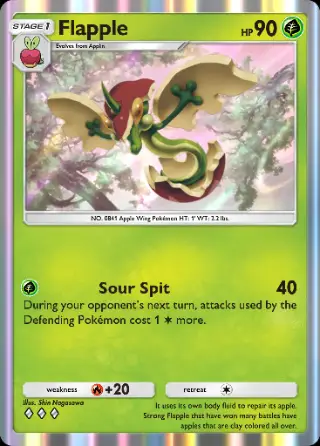 STAGE 1 Flapple HP 90
Evolves from Applin
NO. 0841 Apple Wing Pokémon HT: 1' WT: 2.2 lbs.
Sour Spit 40
During your opponent's next turn, attacks used by the
Defending Pokémon cost 1 more.
weakness +20 retreat
Illus. Shin Nagasawa
It uses its own body fluid to repair its apple.
Strong Flapple that have won many battles have
apples that are clay colored all over.